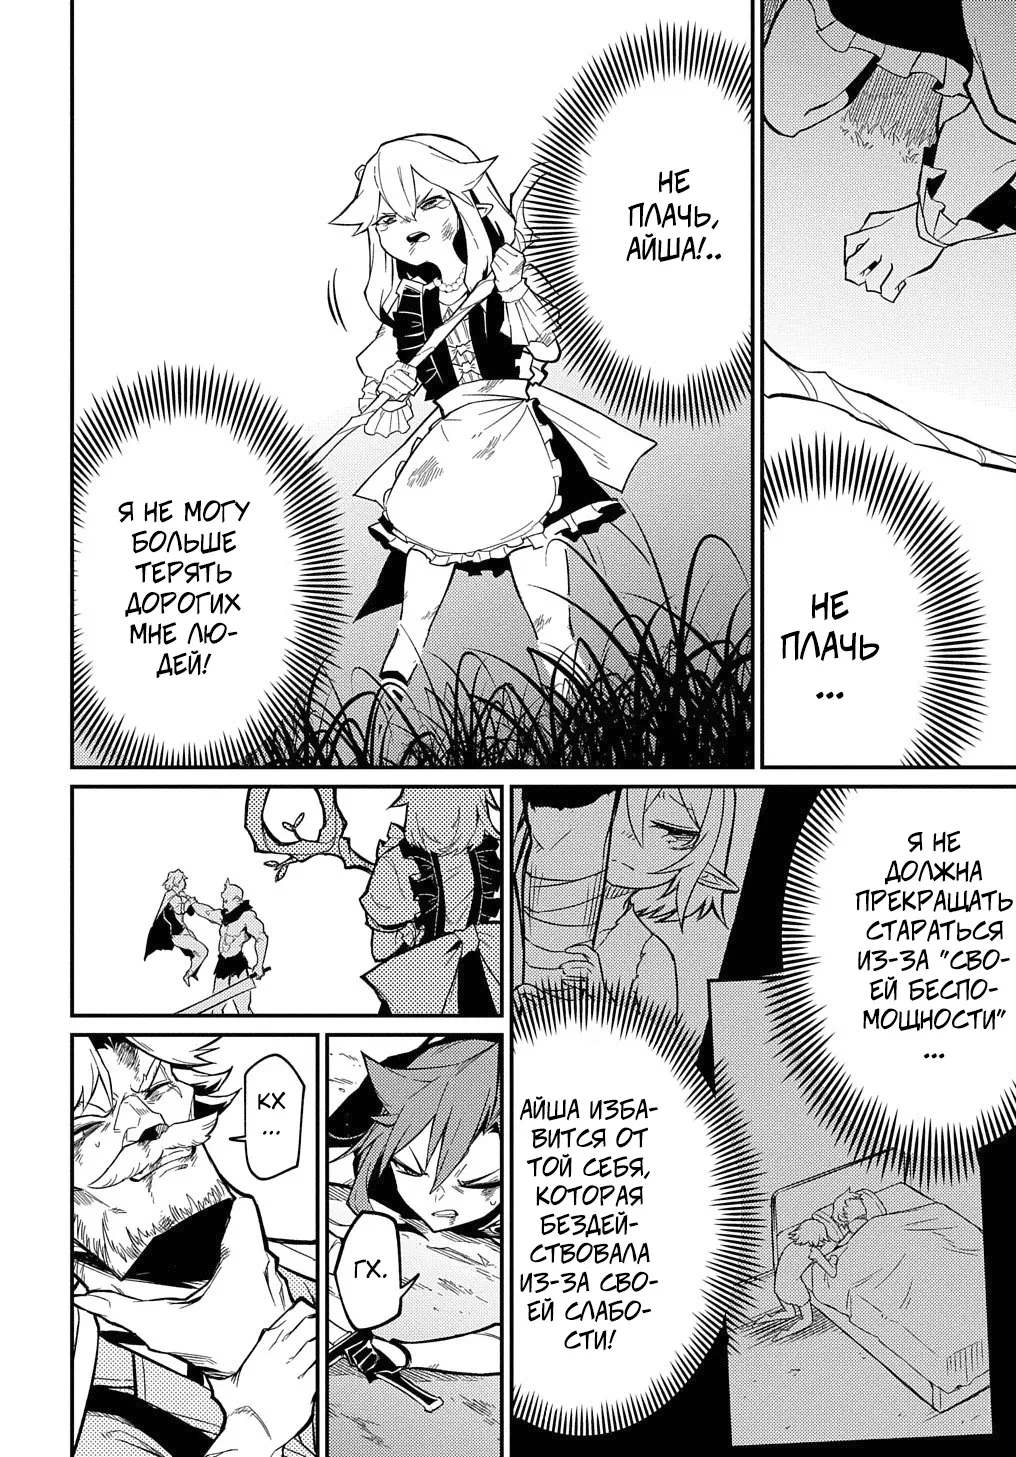 НЕ
ПЛАЧЬ
...
НЕ
ПЛАЧЬ,
АЙША!..
Я НЕ МОГУ
БОЛЬШЕ
ТЕРЯТЬ
ДОРОГИХ
МНЕ ЛЮ-
ДЕЙ!
Я НЕ
ДОЛЖНА
ПРЕКРАЩАТЬ
СТАРАТЬСЯ
ИЗ-ЗА "СВО-
ЕЙ БЕСПО-
МОЩНОСТИ"
...
АЙША ИЗБА-
ВИТСЯ ОТ
ТОЙ СЕБЯ,
КОТОРАЯ
БЕЗДЕЙ-
СТВОВАЛА
ИЗ-ЗА СВО-
ЕЙ СЛАБО-
СТИ!
ГХ.
КХ
...